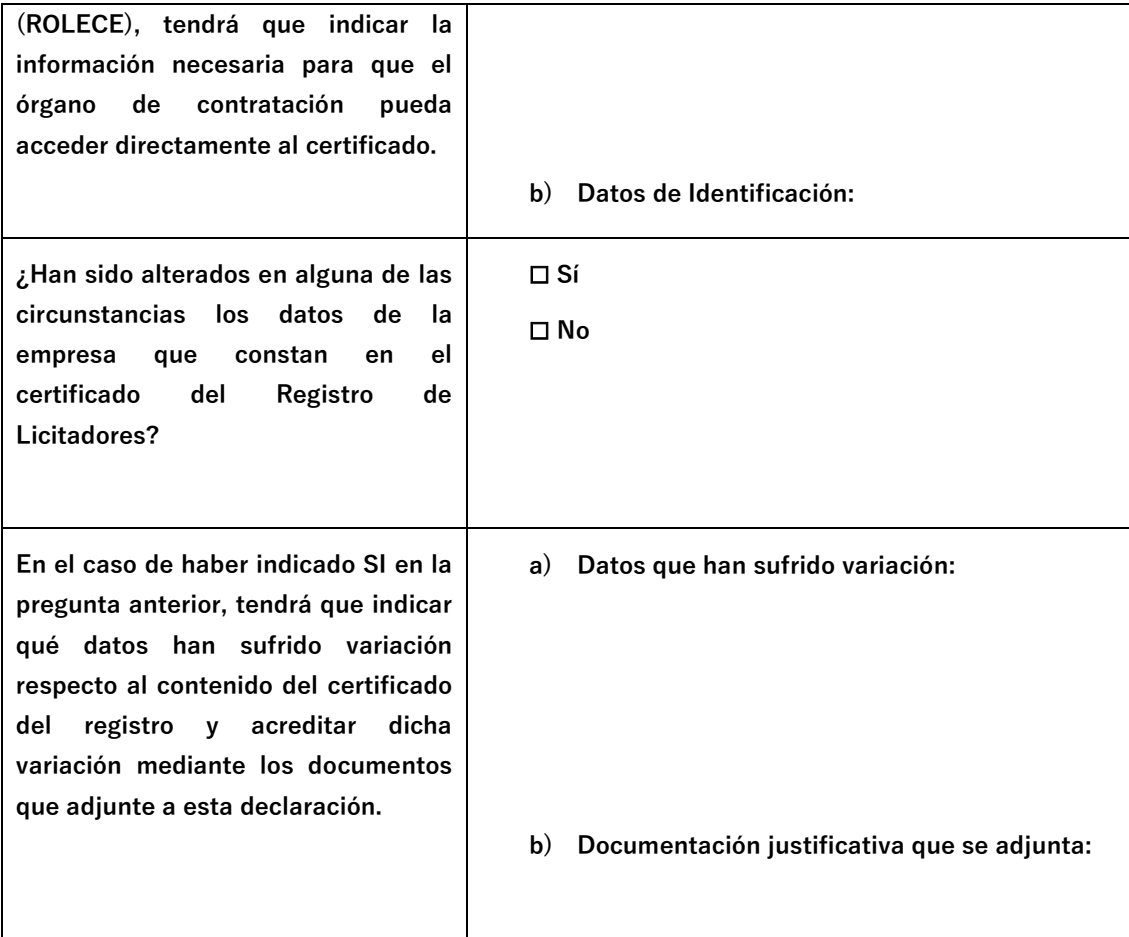 (ROLECE), tendrá que indicar la
información necesaria para que el
órgano de contratación pueda
acceder directamente al certificado.
b) Datos de Identificación:
¿Han sido alterados en alguna de las
circunstancias los datos de la
empresa que constan en el
certificado del Registro de
Licitadores?
☐ Sí
☐ No
En el caso de haber indicado SI en la
pregunta anterior, tendrá que indicar
qué datos han sufrido variación
respecto al contenido del certificado
del registro y acreditar dicha
variación mediante los documentos
que adjunte a esta declaración.
a) Datos que han sufrido variación:
b) Documentación justificativa que se adjunta: